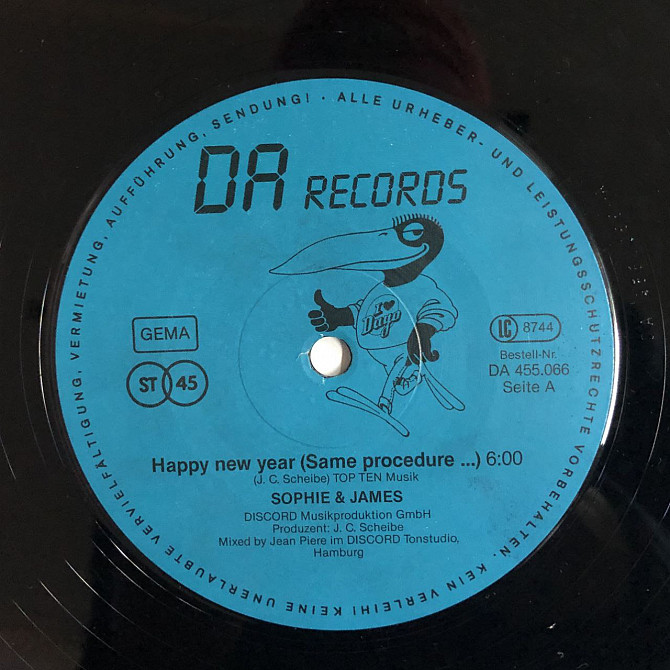 ALLE URHEBER- UND LEISTUNGSSCHUTZRECHTE VORBEHALTEN. · KEIN VERLEIH! KEINE UNERLAUBTE VERVIELFÄLTIGUNG, VERMIETUNG, AUFFÜHRUNG, SENDUNG! ·
DA RECORDS
I ♥
Dago
GEMA
ST 45
LC 8744
Bestell-Nr.
DA 455.066
Seite A
Happy new year (Same procedure ...) 6:00
(J. C. Scheibe) TOP TEN Musik
SOPHIE & JAMES
DISCORD Musikproduktion GmbH
Produzent: J. C. Scheibe
Mixed by Jean Piere im DISCORD Tonstudio,
Hamburg